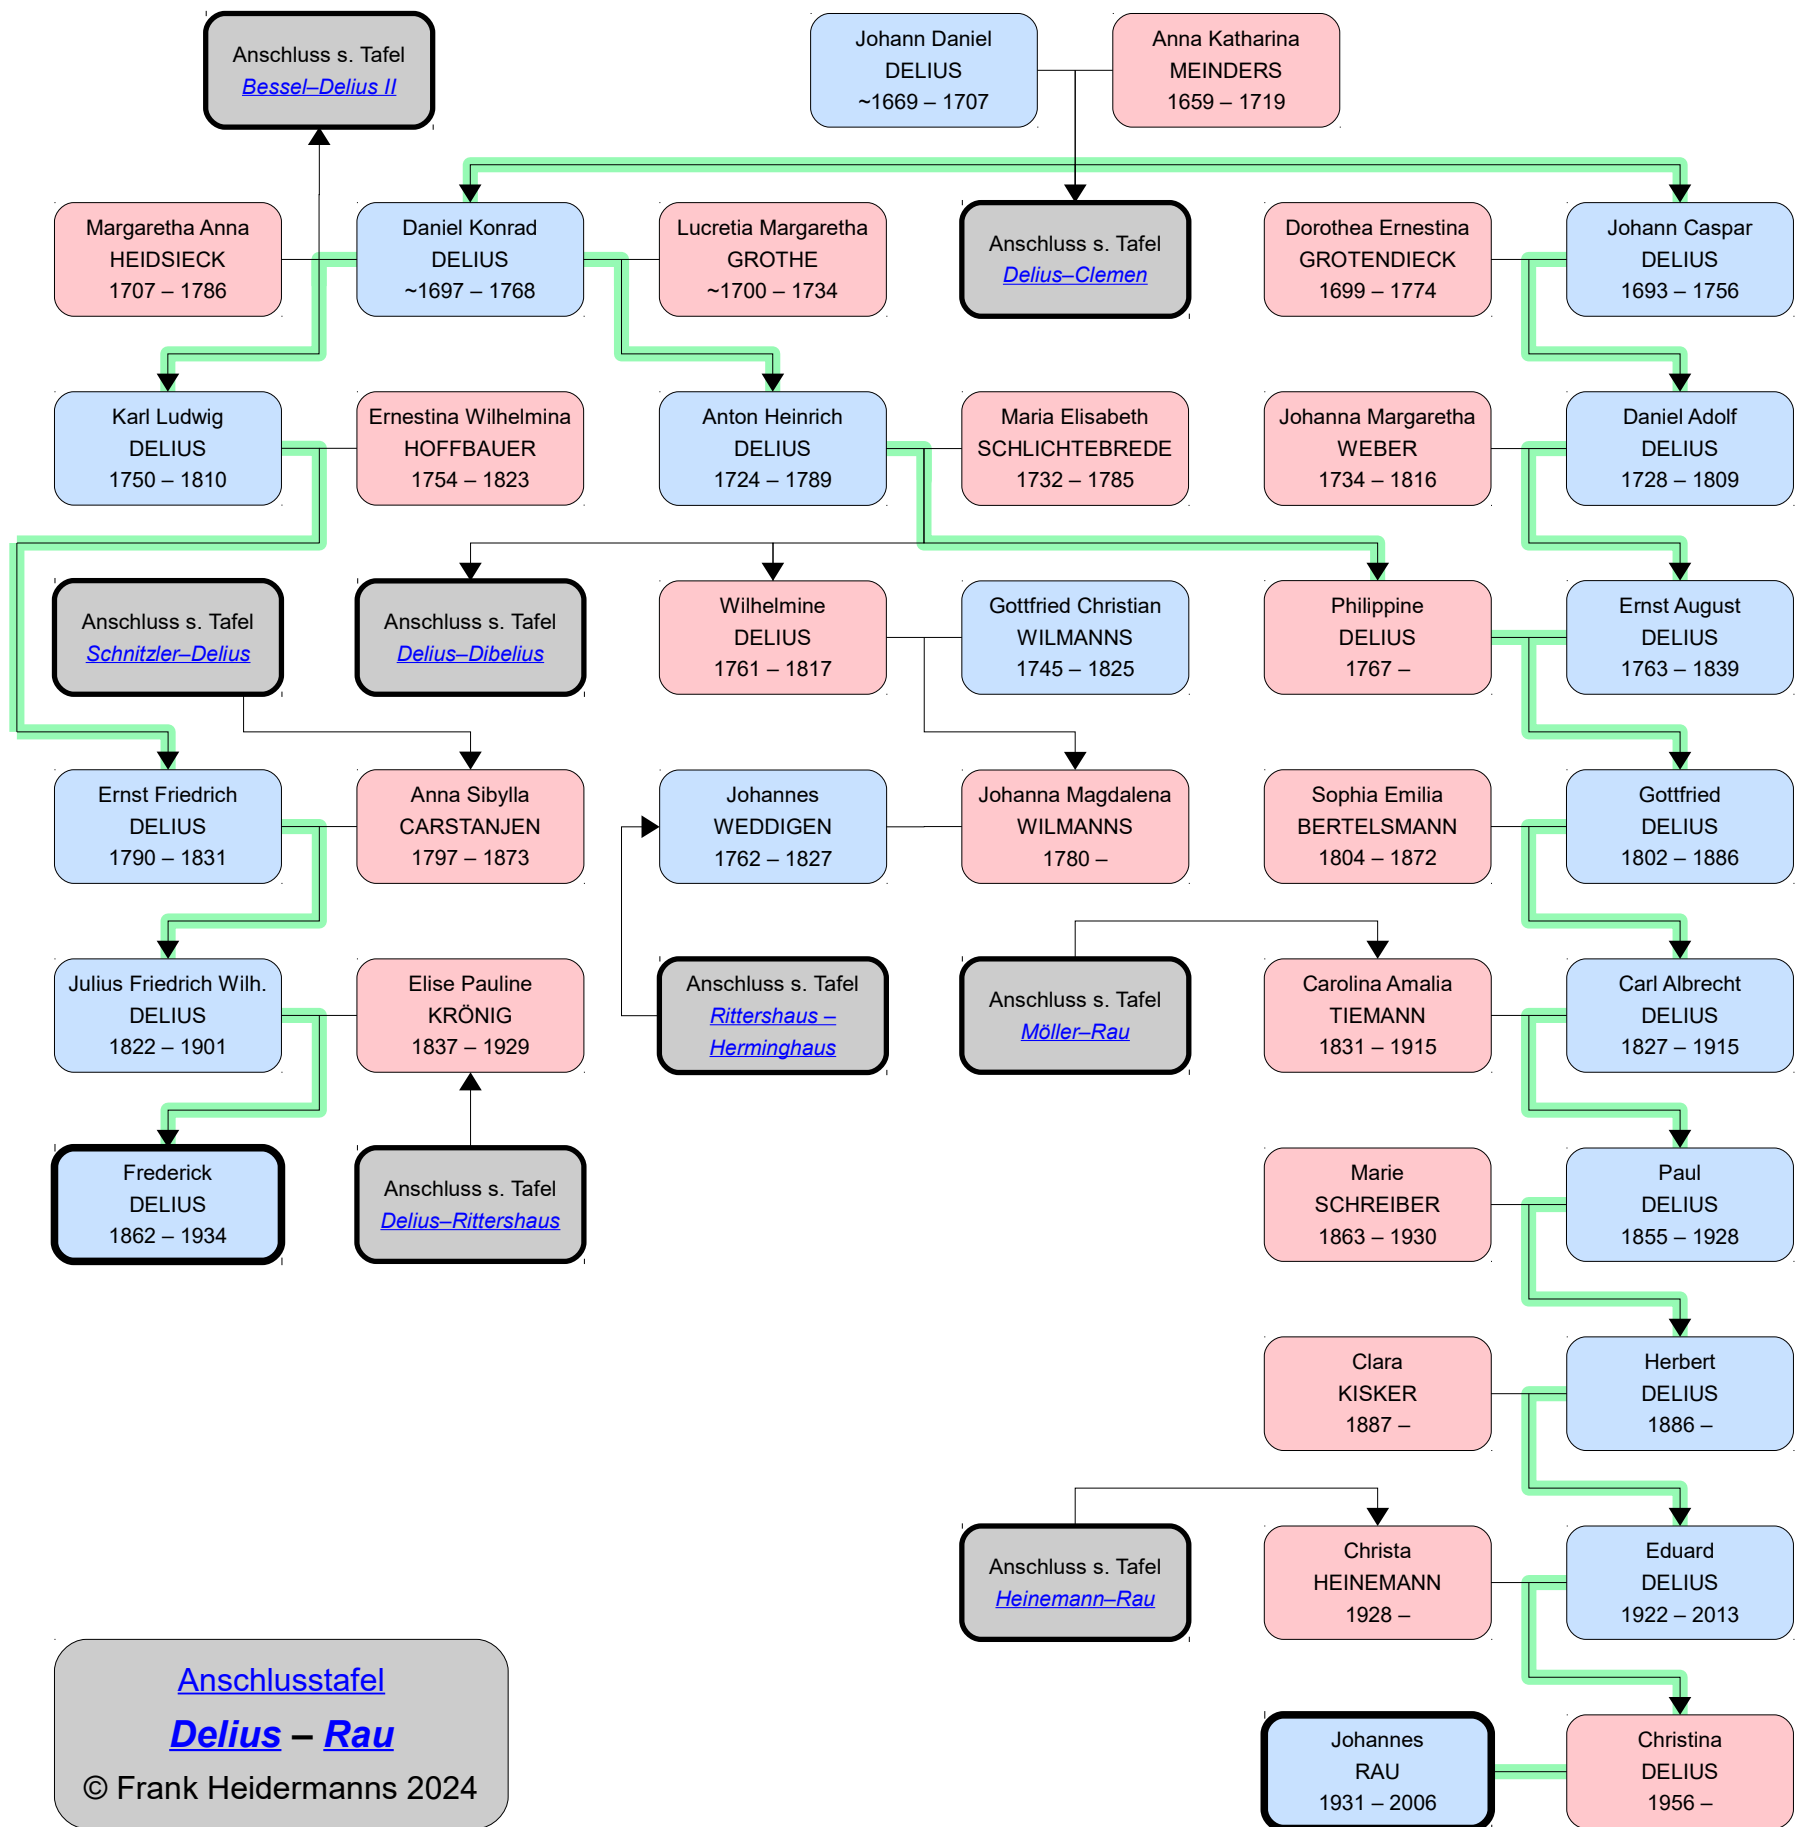 Anschluss s. Tafel
Bessel–Delius II
Johann Daniel
DELIUS
~1669 – 1707
Anna Katharina
MEINDERS
1659 – 1719
Margaretha Anna
HEIDSIECK
1707 – 1786
Daniel Konrad
DELIUS
~1697 – 1768
Lucretia Margaretha
GROTHE
~1700 – 1734
Anschluss s. Tafel
Delius–Clemen
Dorothea Ernestina
GROTENDIECK
1699 – 1774
Johann Caspar
DELIUS
1693 – 1756
Karl Ludwig
DELIUS
1750 – 1810
Ernestina Wilhelmina
HOFFBAUER
1754 – 1823
Anton Heinrich
DELIUS
1724 – 1789
Maria Elisabeth
SCHLICHTEBREDE
1732 – 1785
Johanna Margaretha
WEBER
1734 – 1816
Daniel Adolf
DELIUS
1728 – 1809
Anschluss s. Tafel
Schnitzler–Delius
Anschluss s. Tafel
Delius–Dibelius
Wilhelmine
DELIUS
1761 – 1817
Gottfried Christian
WILMANNS
1745 – 1825
Philippine
DELIUS
1767 –
Ernst August
DELIUS
1763 – 1839
Ernst Friedrich
DELIUS
1790 – 1831
Anna Sibylla
CARSTANJEN
1797 – 1873
Johannes
WEDDIGEN
1762 – 1827
Johanna Magdalena
WILMANNS
1780 –
Sophia Emilia
BERTELSMANN
1804 – 1872
Gottfried
DELIUS
1802 – 1886
Julius Friedrich Wilh.
DELIUS
1822 – 1901
Elise Pauline
KRÖNIG
1837 – 1929
Anschluss s. Tafel
Rittershaus –
Herminghaus
Anschluss s. Tafel
Möller–Rau
Carolina Amalia
TIEMANN
1831 – 1915
Carl Albrecht
DELIUS
1827 – 1915
Frederick
DELIUS
1862 – 1934
Anschluss s. Tafel
Delius–Rittershaus
Marie
SCHREIBER
1863 – 1930
Paul
DELIUS
1855 – 1928
Clara
KISKER
1887 –
Herbert
DELIUS
1886 –
Anschluss s. Tafel
Heinemann–Rau
Christa
HEINEMANN
1928 –
Eduard
DELIUS
1922 – 2013
Anschlusstafel
Delius – Rau
© Frank Heidermanns 2024
Johannes
RAU
1931 – 2006
Christina
DELIUS
1956 –